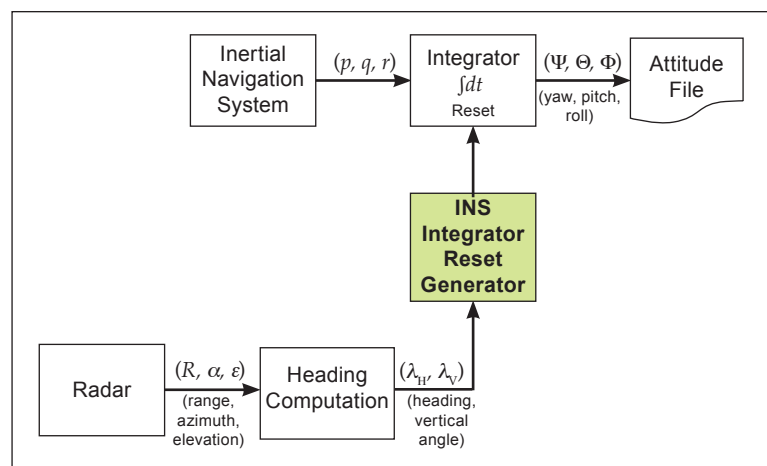 Inertial
Navigation
System
(p, q, r)
Integrator
∫dt
Reset
(Ψ, Θ, Φ)
(yaw, pitch,
roll)
Attitude
File
INS
Integrator
Reset
Generator
Radar
(R, α, ε)
(range,
azimuth,
elevation)
Heading
Computation
(λH, λV)
(heading,
vertical
angle)